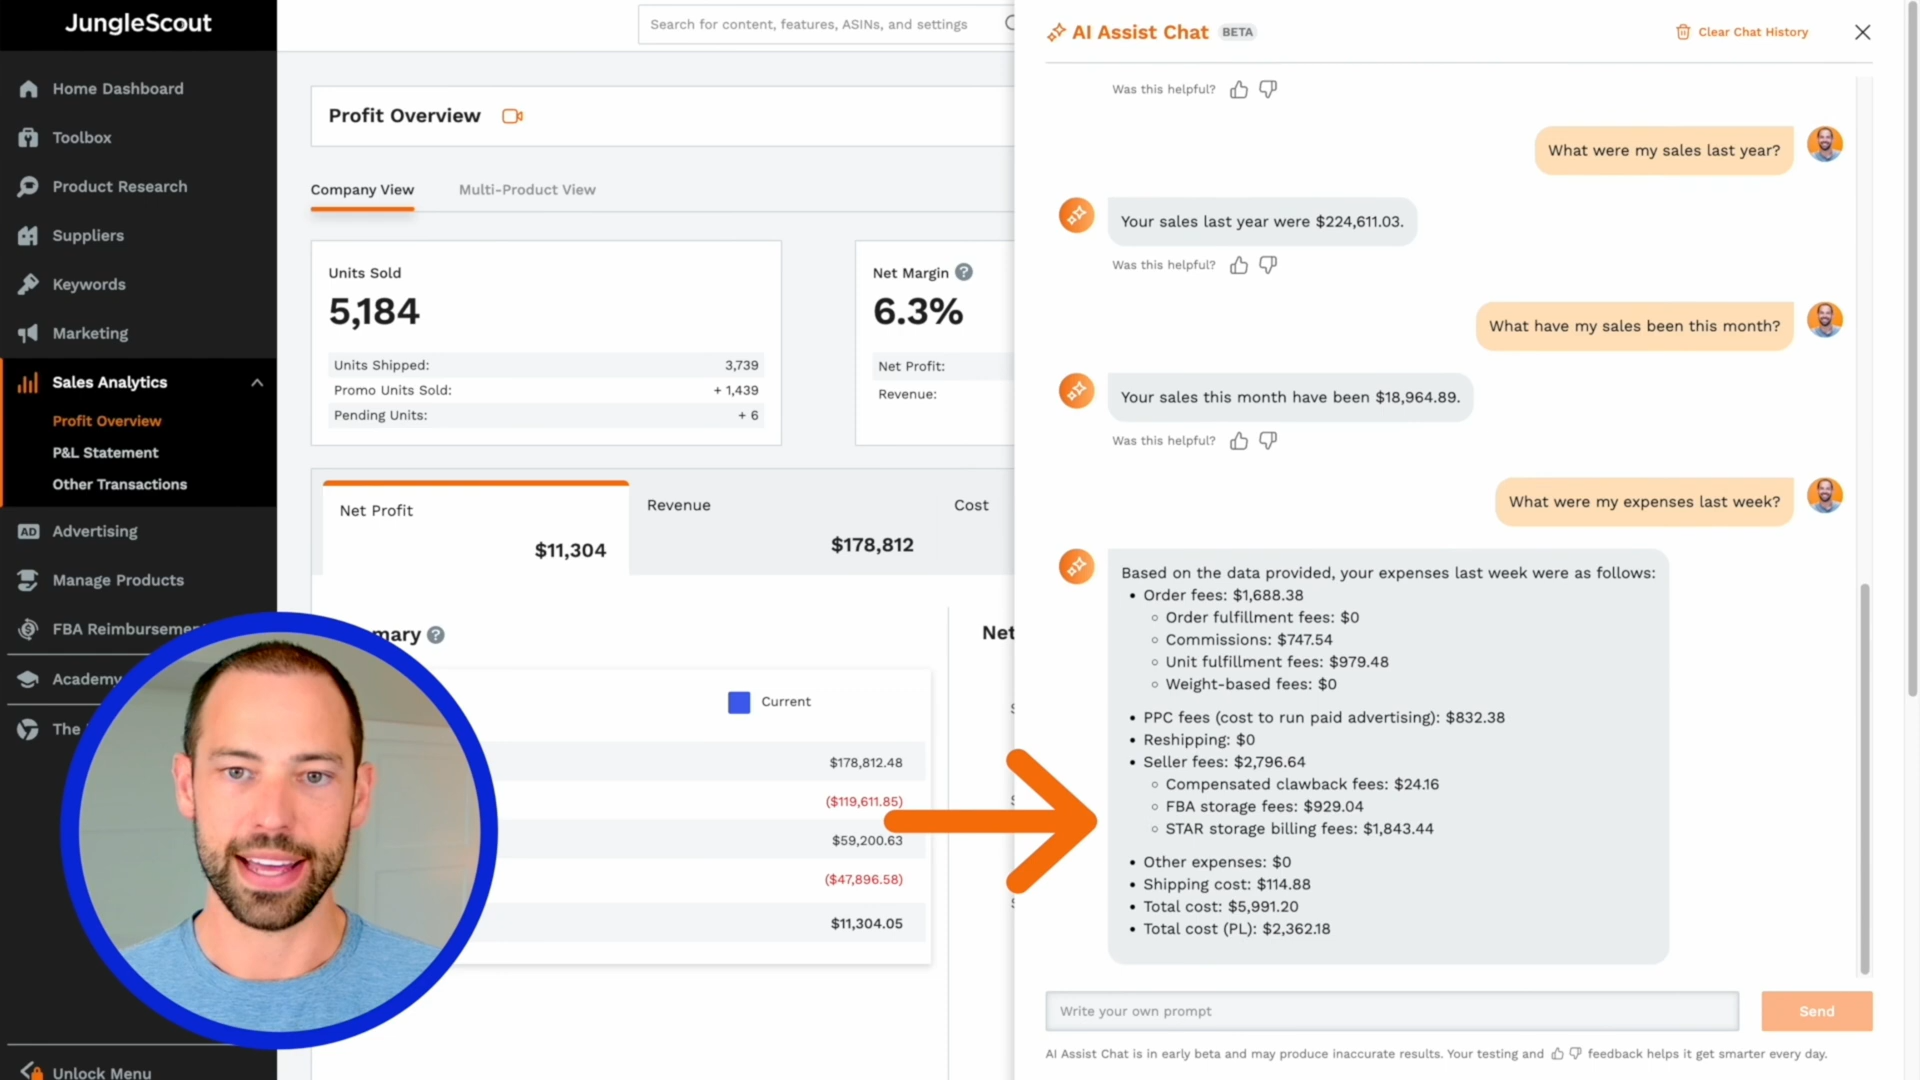 JungleScout
Home Dashboard
Toolbox
Product Research
Suppliers
Keywords
Marketing
Sales Analytics
Profit Overview
P&L Statement
Other Transactions
AD Advertising
Manage Products
FBA Reimbursemen
Academy
The
Unlock Menu
Search for content, features, ASINs, and settings
Profit Overview
Company View
Multi-Product View
Units Sold
5,184
Units Shipped: 3,739
Promo Units Sold: + 1,439
Pending Units: + 6
Net Margin ?
6.3%
Net Profit:
Revenue:
Net Profit
$11,304
Revenue
$178,812
Cost
mary ?
Net
Current
$178,812.48
($119,611.85)
$59,200.63
($47,896.58)
$11,304.05
AI Assist Chat BETA
Clear Chat History
Was this helpful?
What were my sales last year?
Your sales last year were $224,611.03.
Was this helpful?
What have my sales been this month?
Your sales this month have been $18,964.89.
Was this helpful?
What were my expenses last week?
Based on the data provided, your expenses last week were as follows:
• Order fees: $1,688.38
◦ Order fulfillment fees: $0
◦ Commissions: $747.54
◦ Unit fulfillment fees: $979.48
◦ Weight-based fees: $0
• PPC fees (cost to run paid advertising): $832.38
• Reshipping: $0
• Seller fees: $2,796.64
◦ Compensated clawback fees: $24.16
◦ FBA storage fees: $929.04
◦ STAR storage billing fees: $1,843.44
• Other expenses: $0
• Shipping cost: $114.88
• Total cost: $5,991.20
• Total cost (PL): $2,362.18
Write your own prompt
Send
AI Assist Chat is in early beta and may produce inaccurate results. Your testing and feedback helps it get smarter every day.